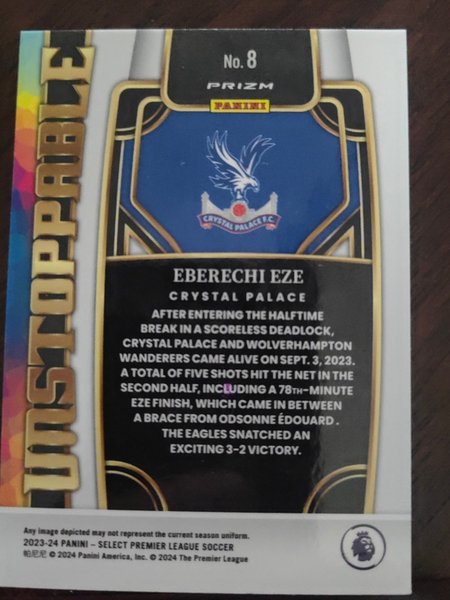 UNSTOPPABLE
No. 8
PRIZM
PANINI
CRYSTAL PALACE F.C.
EBERECHI EZE
CRYSTAL PALACE
AFTER ENTERING THE HALFTIME
BREAK IN A SCORELESS DEADLOCK,
CRYSTAL PALACE AND WOLVERHAMPTON
WANDERERS CAME ALIVE ON SEPT. 3, 2023.
A TOTAL OF FIVE SHOTS HIT THE NET IN THE
SECOND HALF, INCLUDING A 78TH-MINUTE
EZE FINISH, WHICH CAME IN BETWEEN
A BRACE FROM ODSONNE ÉDOUARD .
THE EAGLES SNATCHED AN
EXCITING 3-2 VICTORY.
Any image depicted may not represent the current season uniform.
2023-24 PANINI – SELECT PREMIER LEAGUE SOCCER
帕尼尼 © 2024 Panini America, Inc. © 2024 The Premier League